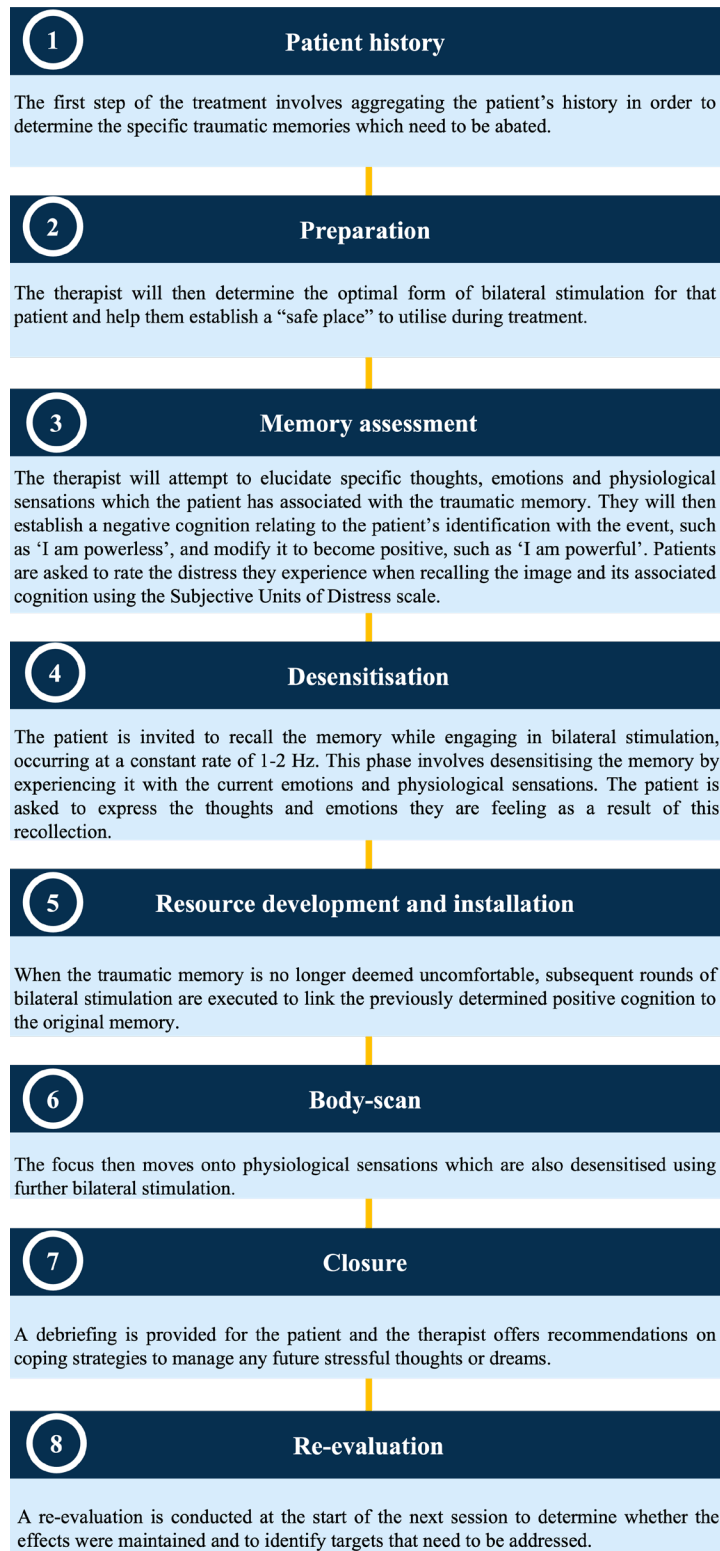 1
Patient history
The first step of the treatment involves aggregating the patient’s history in order to
determine the specific traumatic memories which need to be abated.
2
Preparation
The therapist will then determine the optimal form of bilateral stimulation for that
patient and help them establish a “safe place” to utilise during treatment.
3
Memory assessment
The therapist will attempt to elucidate specific thoughts, emotions and physiological
sensations which the patient has associated with the traumatic memory. They will then
establish a negative cognition relating to the patient’s identification with the event, such
as ‘I am powerless’, and modify it to become positive, such as ‘I am powerful’. Patients
are asked to rate the distress they experience when recalling the image and its associated
cognition using the Subjective Units of Distress scale.
4
Desensitisation
The patient is invited to recall the memory while engaging in bilateral stimulation,
occurring at a constant rate of 1-2 Hz. This phase involves desensitising the memory by
experiencing it with the current emotions and physiological sensations. The patient is
asked to express the thoughts and emotions they are feeling as a result of this
recollection.
5
Resource development and installation
When the traumatic memory is no longer deemed uncomfortable, subsequent rounds of
bilateral stimulation are executed to link the previously determined positive cognition to
the original memory.
6
Body-scan
The focus then moves onto physiological sensations which are also desensitised using
further bilateral stimulation.
7
Closure
A debriefing is provided for the patient and the therapist offers recommendations on
coping strategies to manage any future stressful thoughts or dreams.
8
Re-evaluation
A re-evaluation is conducted at the start of the next session to determine whether the
effects were maintained and to identify targets that need to be addressed.